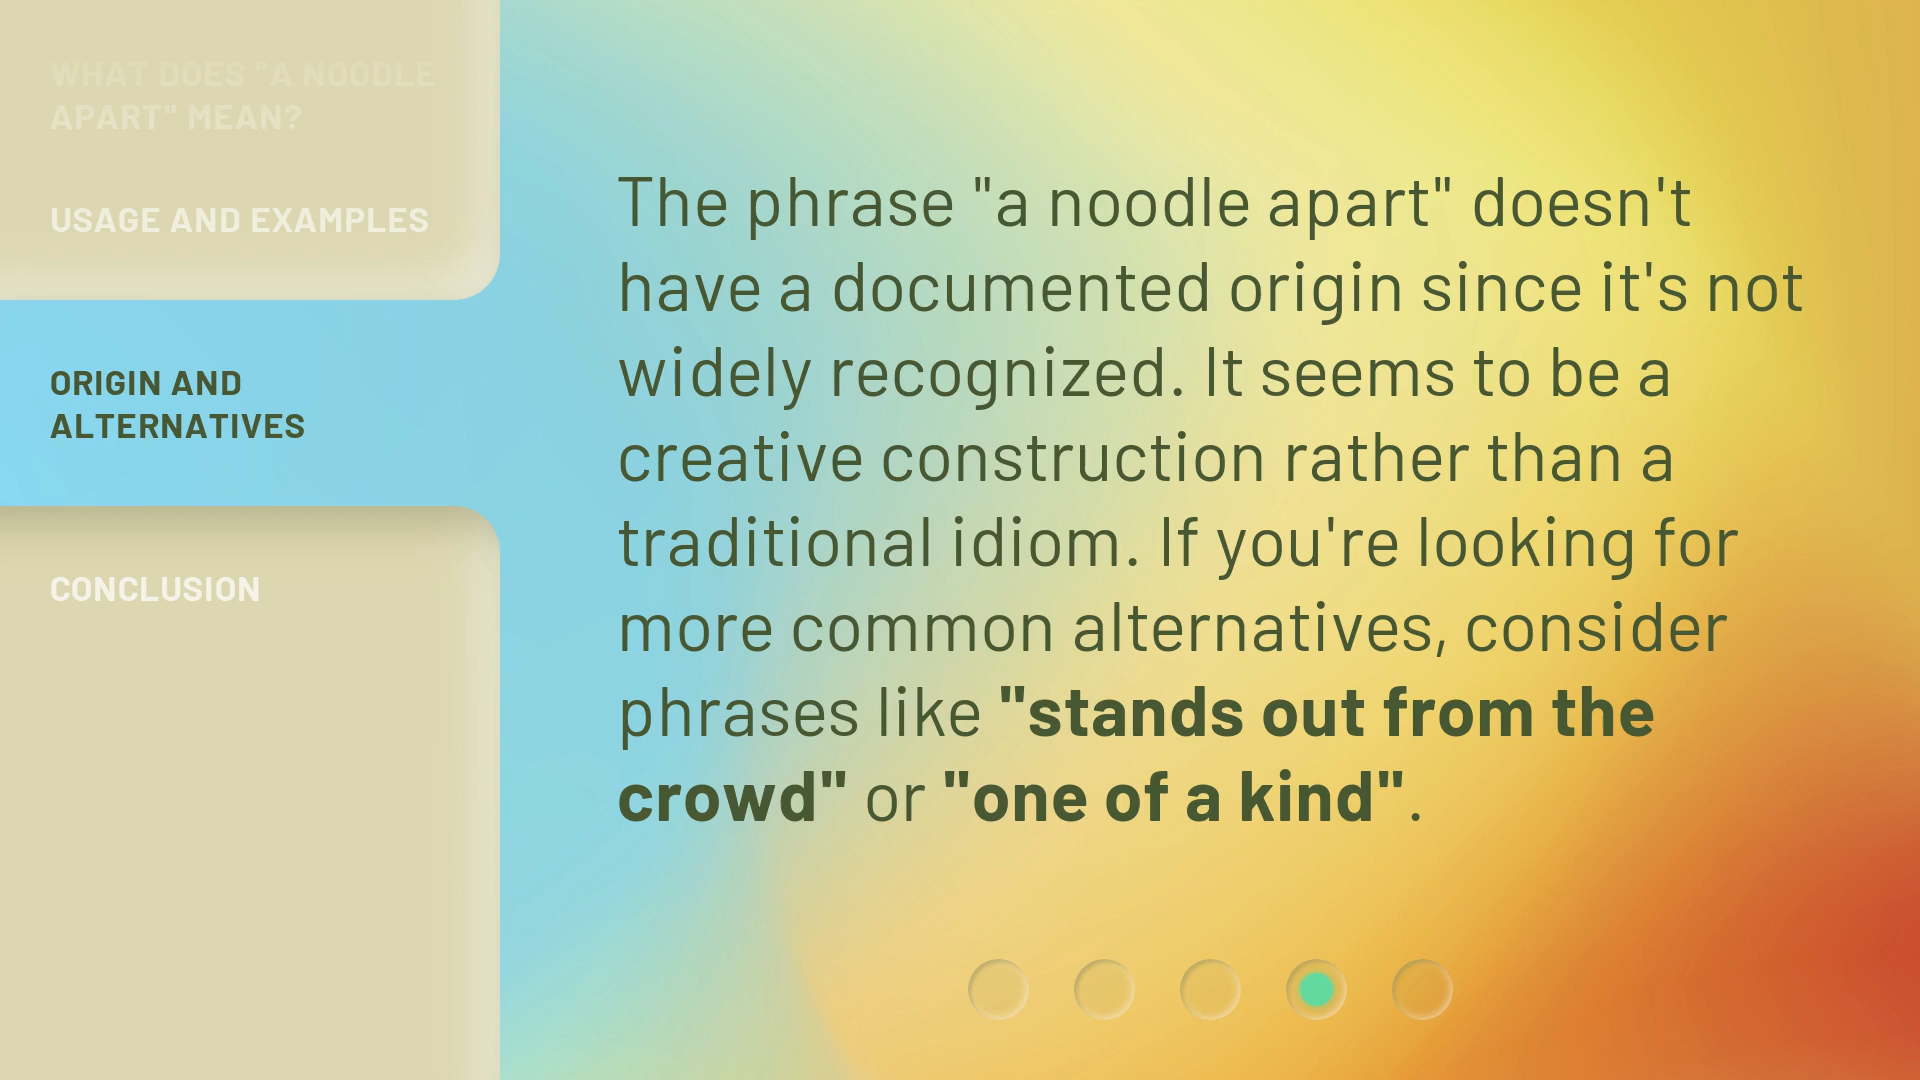 WHAT DOES "A NOODLE
APART" MEAN?
USAGE AND EXAMPLES
ORIGIN AND
ALTERNATIVES
CONCLUSION
The phrase "a noodle apart" doesn't
have a documented origin since it's not
widely recognized. It seems to be a
creative construction rather than a
traditional idiom. If you're looking for
more common alternatives, consider
phrases like "stands out from the
crowd" or "one of a kind".